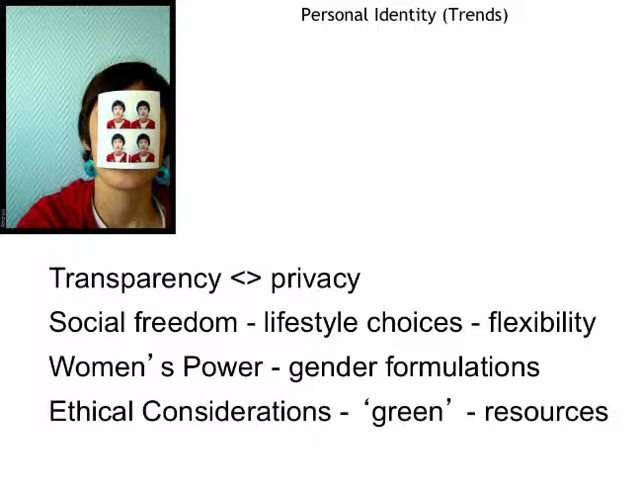 Personal Identity (Trends)
Transparency <> privacy
Social freedom - lifestyle choices - flexibility
Women’s Power - gender formulations
Ethical Considerations - ‘green’ - resources